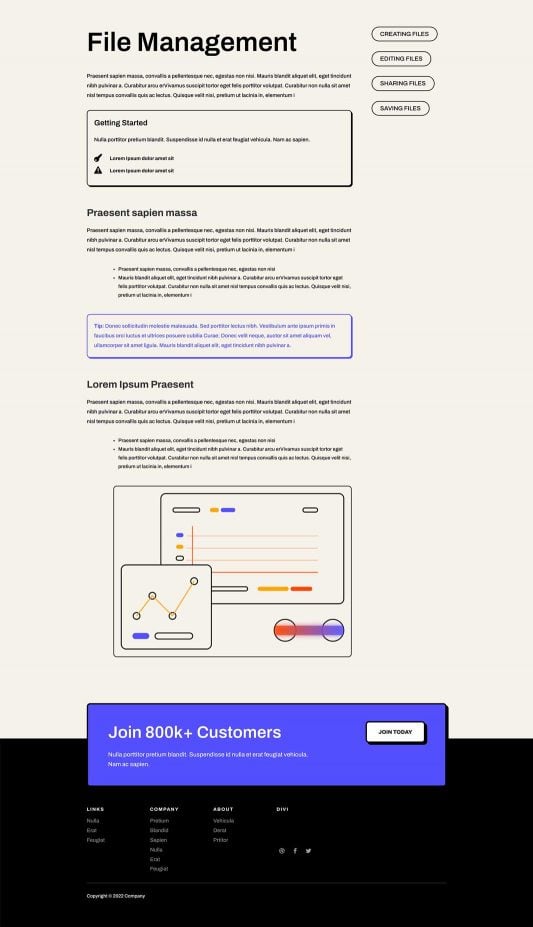 File Management
CREATING FILES
EDITING FILES
SHARING FILES
SAVING FILES
Praesent sapien massa, convallis a pellentesque nec, egestas non nisi. Mauris blandit aliquet elit, eget tincidunt
nibh pulvinar a. Curabitur arcu erVivamus suscipit tortor eget felis porttitor volutpat. Curabitur non nulla sit amet
nisl tempus convallis quis ac lectus. Quisque velit nisi, pretium ut lacinia in, elementum i
Getting Started
Nulla porttitor pretium blandit. Suspendisse id nulla et erat feugiat vehicula. Nam ac sapien.
Lorem Ipsum dolor amet sit
Lorem Ipsum dolor amet sit
Praesent sapien massa
Praesent sapien massa, convallis a pellentesque nec, egestas non nisi. Mauris blandit aliquet elit, eget tincidunt
nibh pulvinar a. Curabitur arcu erVivamus suscipit tortor eget felis porttitor volutpat. Curabitur non nulla sit amet
nisl tempus convallis quis ac lectus. Quisque velit nisi, pretium ut lacinia in, elementum i
• Praesent sapien massa, convallis a pellentesque nec, egestas non nisi
• Mauris blandit aliquet elit, eget tincidunt nibh pulvinar a. Curabitur arcu erVivamus suscipit tortor eget
felis porttitor volutpat. Curabitur non nulla sit amet nisl tempus convallis quis ac lectus. Quisque velit nisi,
pretium ut lacinia in, elementum i
Tip: Donec sollicitudin molestie malesuada. Sed porttitor lectus nibh. Vestibulum ante ipsum primis in
faucibus orci luctus et ultrices posuere cubilia Curae; Donec velit neque, auctor sit amet aliquam vel,
ullamcorper sit amet ligula. Mauris blandit aliquet elit, eget tincidunt nibh pulvinar a.
Lorem Ipsum Praesent
Praesent sapien massa, convallis a pellentesque nec, egestas non nisi. Mauris blandit aliquet elit, eget tincidunt
nibh pulvinar a. Curabitur arcu erVivamus suscipit tortor eget felis porttitor volutpat. Curabitur non nulla sit amet
nisl tempus convallis quis ac lectus. Quisque velit nisi, pretium ut lacinia in, elementum i
• Praesent sapien massa, convallis a pellentesque nec, egestas non nisi
• Mauris blandit aliquet elit, eget tincidunt nibh pulvinar a. Curabitur arcu erVivamus suscipit tortor eget
felis porttitor volutpat. Curabitur non nulla sit amet nisl tempus convallis quis ac lectus. Quisque velit nisi,
pretium ut lacinia in, elementum i
Join 800k+ Customers
Nulla porttitor pretium blandit. Suspendisse id nulla et erat feugiat vehicula.
Nam ac sapien.
JOIN TODAY
LINKS
Nulla
Erat
Feugiat
COMPANY
Pretium
Blandid
Sapien
Nulla
Erat
Feugiat
ABOUT
Vehicula
Derat
Prtitor
DIVI
Copyright © 2022 Company